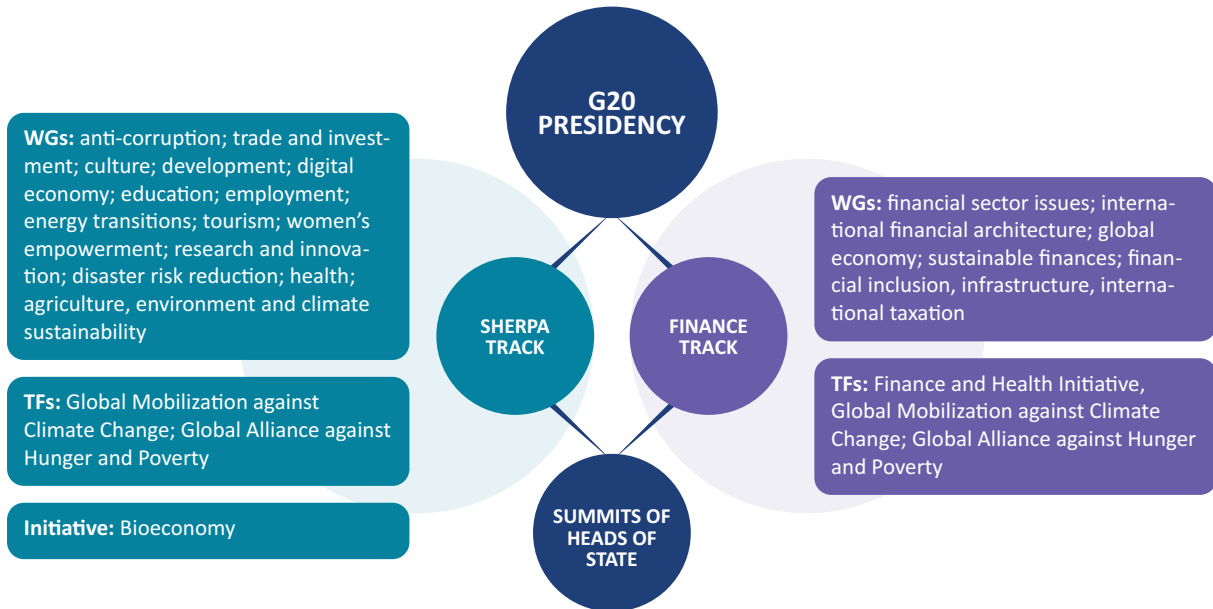 G20
PRESIDENCY
WGs: anti-corruption; trade and invest-
ment; culture; development; digital
economy; education; employment;
energy transitions; tourism; women’s
empowerment; research and innova-
tion; disaster risk reduction; health;
agriculture, environment and climate
sustainability
TFs: Global Mobilization against
Climate Change; Global Alliance against
Hunger and Poverty
Initiative: Bioeconomy
SHERPA
TRACK
FINANCE
TRACK
WGs: financial sector issues; interna-
tional financial architecture; global
economy; sustainable finances; finan-
cial inclusion, infrastructure, interna-
tional taxation
TFs: Finance and Health Initiative,
Global Mobilization against Climate
Change; Global Alliance against Hunger
and Poverty
SUMMITS OF
HEADS OF
STATE